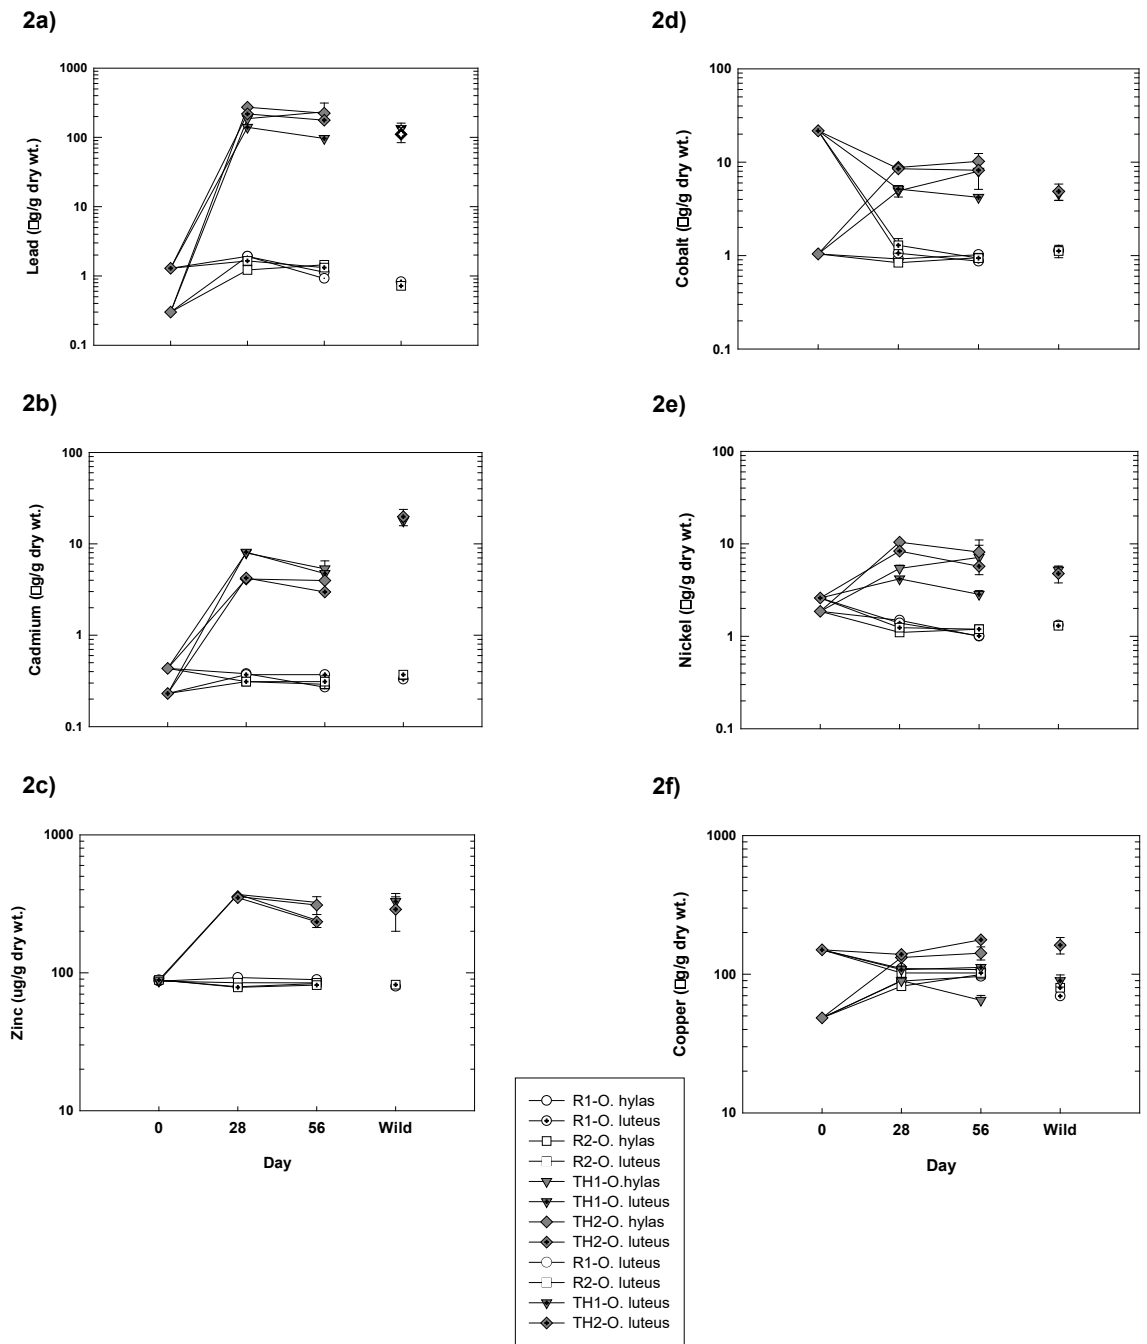 2a)
Lead (□g/g dry wt.)
1000
100
10
1
0.1
2d)
Cobalt (□g/g dry wt.)
100
10
1
0.1
2b)
Cadmium (□g/g dry wt.)
100
10
1
0.1
2e)
Nickel (□g/g dry wt.)
100
10
1
0.1
2c)
Zinc (ug/g dry wt.)
1000
100
10
0 28 56 Wild
Day
2f)
Copper (□g/g dry wt.)
1000
100
10
0 28 56 Wild
Day
R1-O. hylas
R1-O. luteus
R2-O. hylas
R2-O. luteus
TH1-O.hylas
TH1-O. luteus
TH2-O. hylas
TH2-O. luteus
R1-O. luteus
R2-O. luteus
TH1-O. luteus
TH2-O. luteus